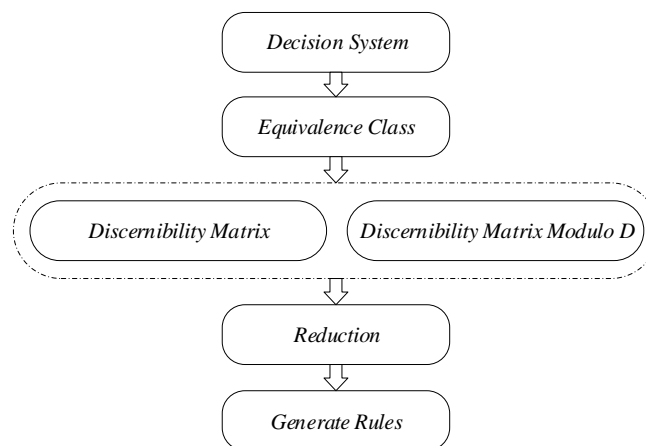 Decision System
Equivalence Class
Discernibility Matrix
Discernibility Matrix Modulo D
Reduction
Generate Rules